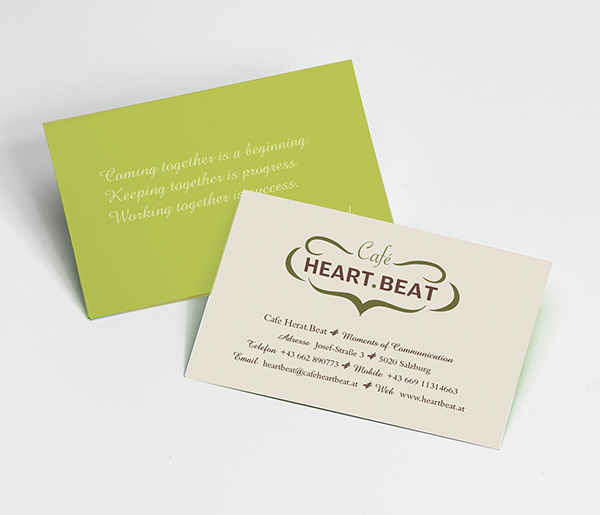 Coming together is a beginning.
Keeping together is progress.
Working together is success.
Café
HEART.BEAT
Cafe Herat.Beat Moments of Communication
Adresse Josef-Straße 3 5020 Salzburg
Telefon +43 662 890773 Mobile +43 669 11314663
Email heartbeat@cafeheartbeat.at Web www.heartbeat.at